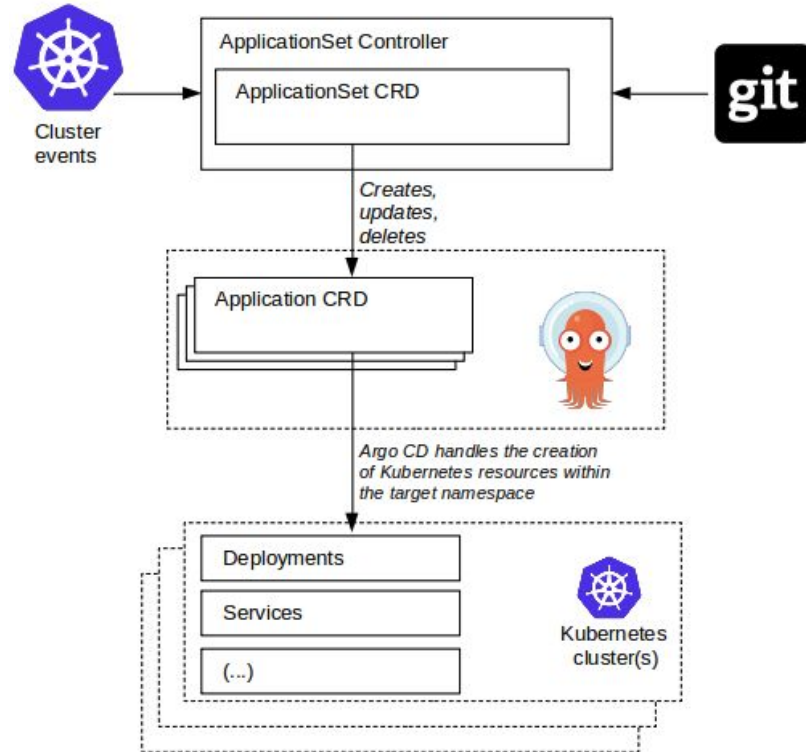 ApplicationSet Controller
ApplicationSet CRD
Cluster
events
git
Creates,
updates,
deletes
Application CRD
Argo CD handles the creation
of Kubernetes resources within
the target namespace
Deployments
Services
(...)
Kubernetes
cluster(s)